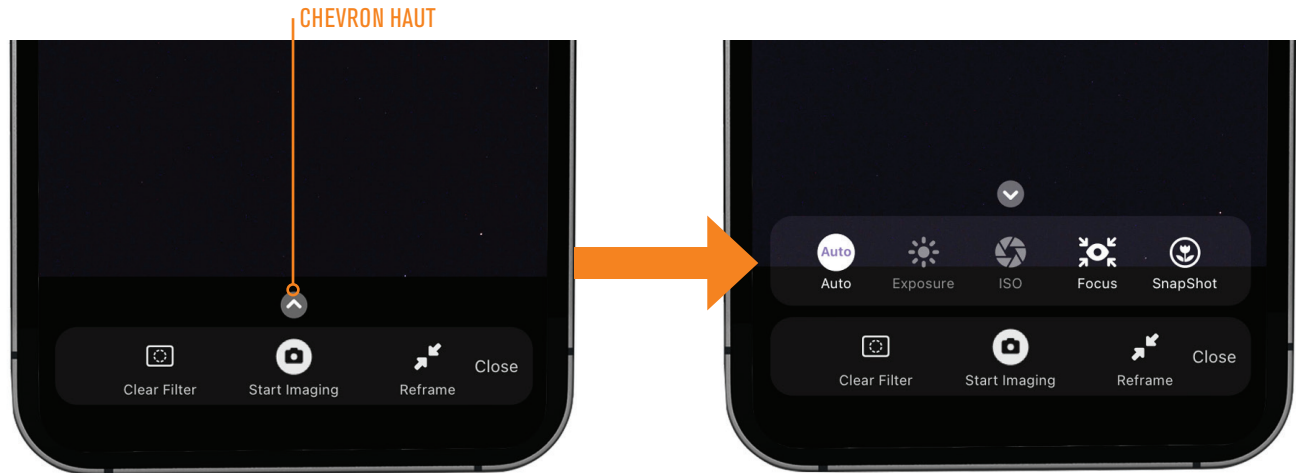 CHEVRON HAUT
Clear Filter
Start Imaging
Reframe
Close
Auto
Auto
Exposure
ISO
Focus
SnapShot
Clear Filter
Start Imaging
Reframe
Close